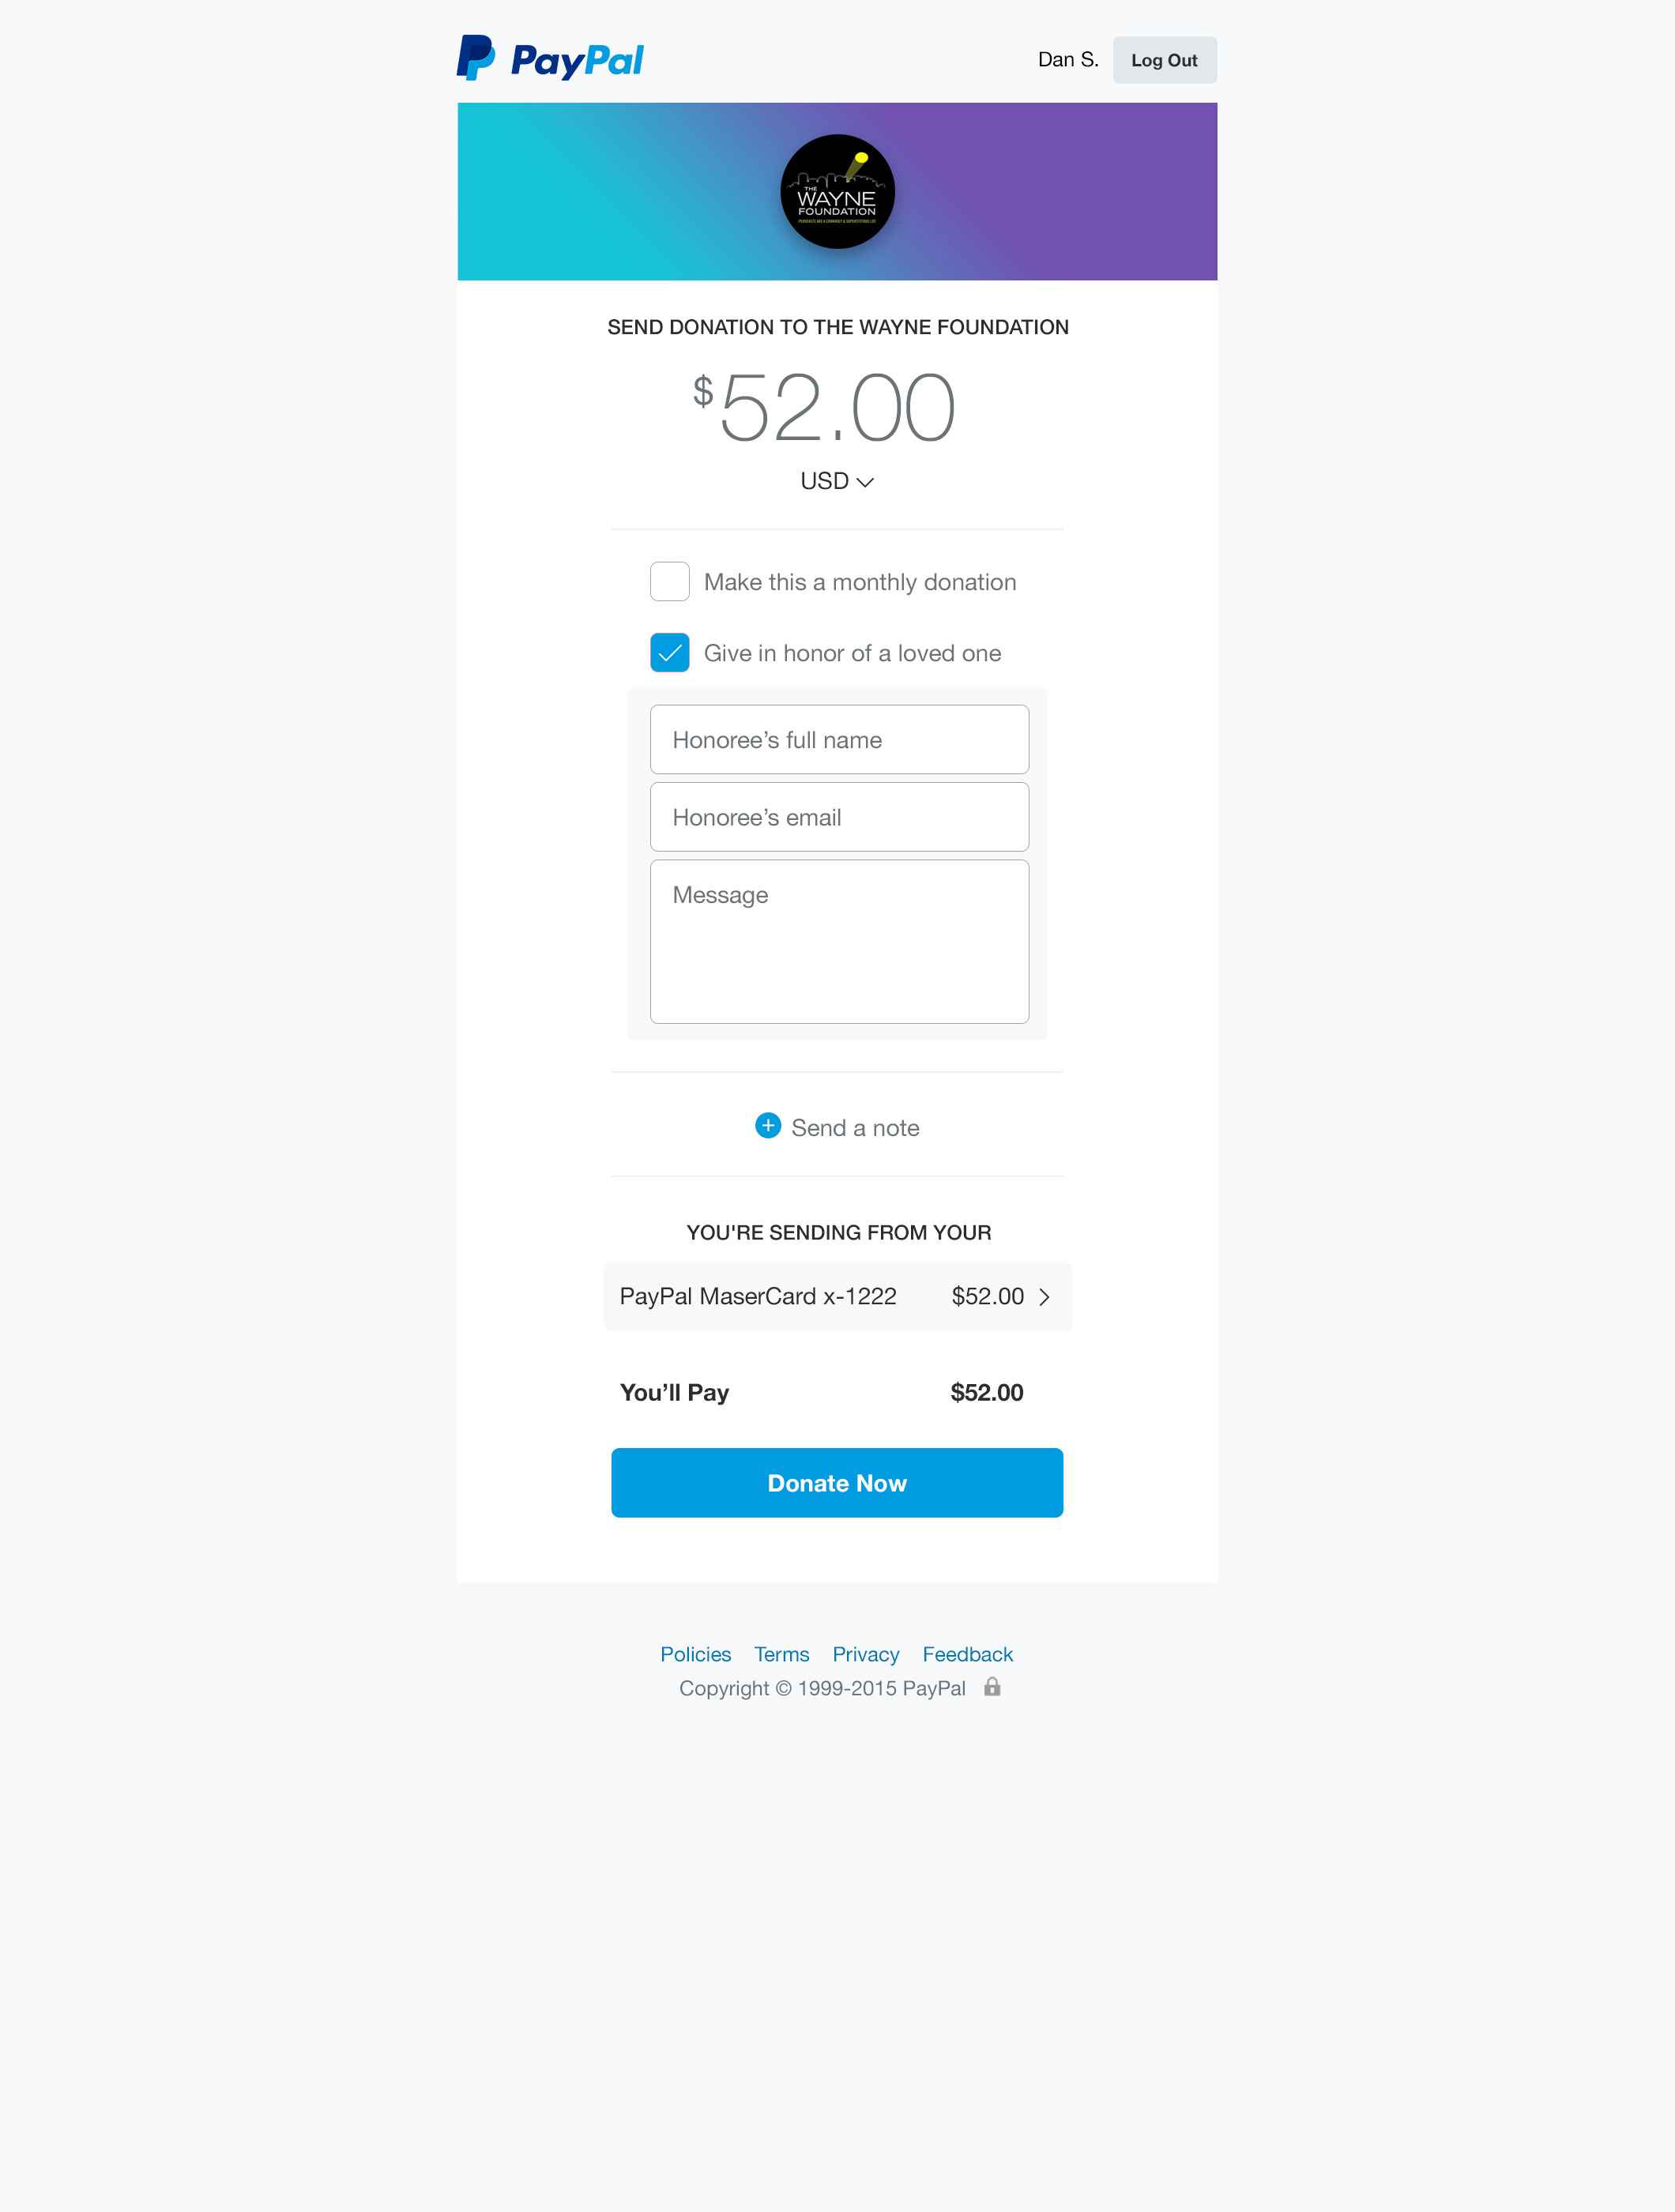 PayPal
Dan S.
Log Out
THE
WAYNE
FOUNDATION
SEND DONATION TO THE WAYNE FOUNDATION
$52.00
USD
Make this a monthly donation
Give in honor of a loved one
Honoree’s full name
Honoree’s email
Message
Send a note
YOU'RE SENDING FROM YOUR
PayPal MaserCard x-1222 $52.00
You’ll Pay $52.00
Donate Now
Policies Terms Privacy Feedback
Copyright © 1999-2015 PayPal